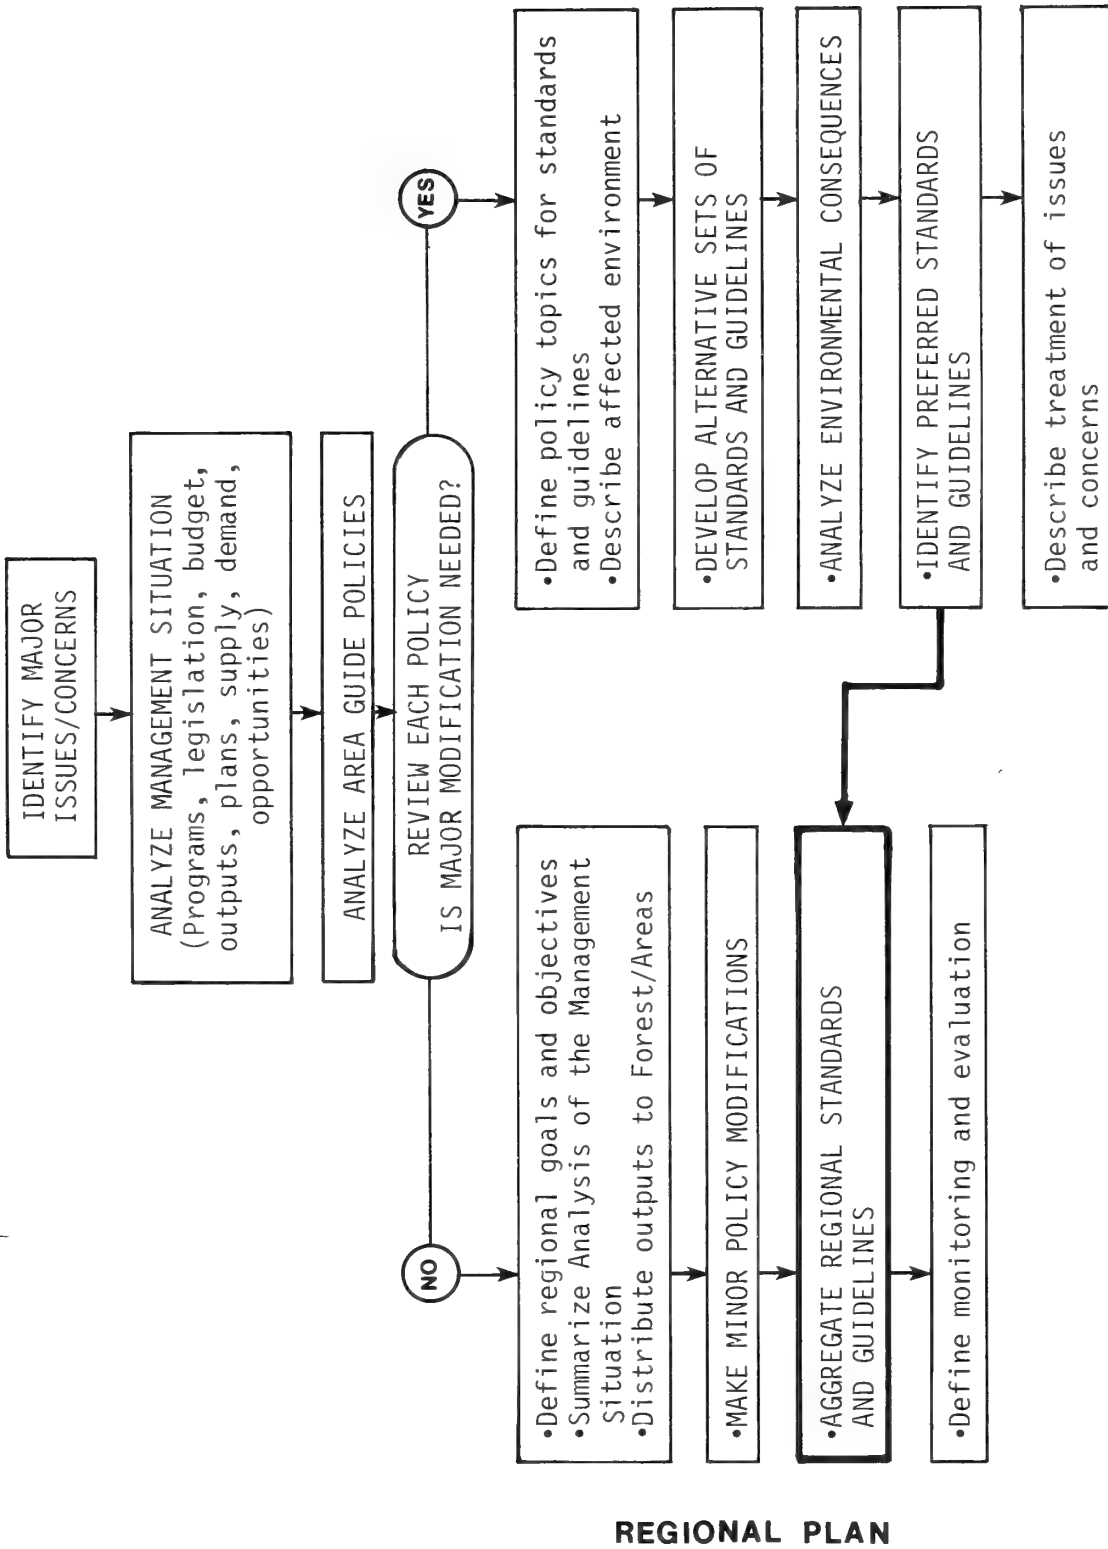 IDENTIFY MAJOR
ISSUES/CONCERNS
ANALYZE MANAGEMENT SITUATION
(Programs, legislation, budget,
outputs, plans, supply, demand,
opportunities)
ANALYZE AREA GUIDE POLICIES
REVIEW EACH POLICY
IS MAJOR MODIFICATION NEEDED?
NO
YES
•Define regional goals and objectives
•Summarize Analysis of the Management
Situation
•Distribute outputs to Forest/Areas
•MAKE MINOR POLICY MODIFICATIONS
•AGGREGATE REGIONAL STANDARDS
AND GUIDELINES
•Define monitoring and evaluation
•Define policy topics for standards
and guidelines
•Describe affected environment
•DEVELOP ALTERNATIVE SETS OF
STANDARDS AND GUIDELINES
•ANALYZE ENVIRONMENTAL CONSEQUENCES
•IDENTIFY PREFERRED STANDARDS
AND GUIDELINES
•Describe treatment of issues
and concerns
REGIONAL PLAN